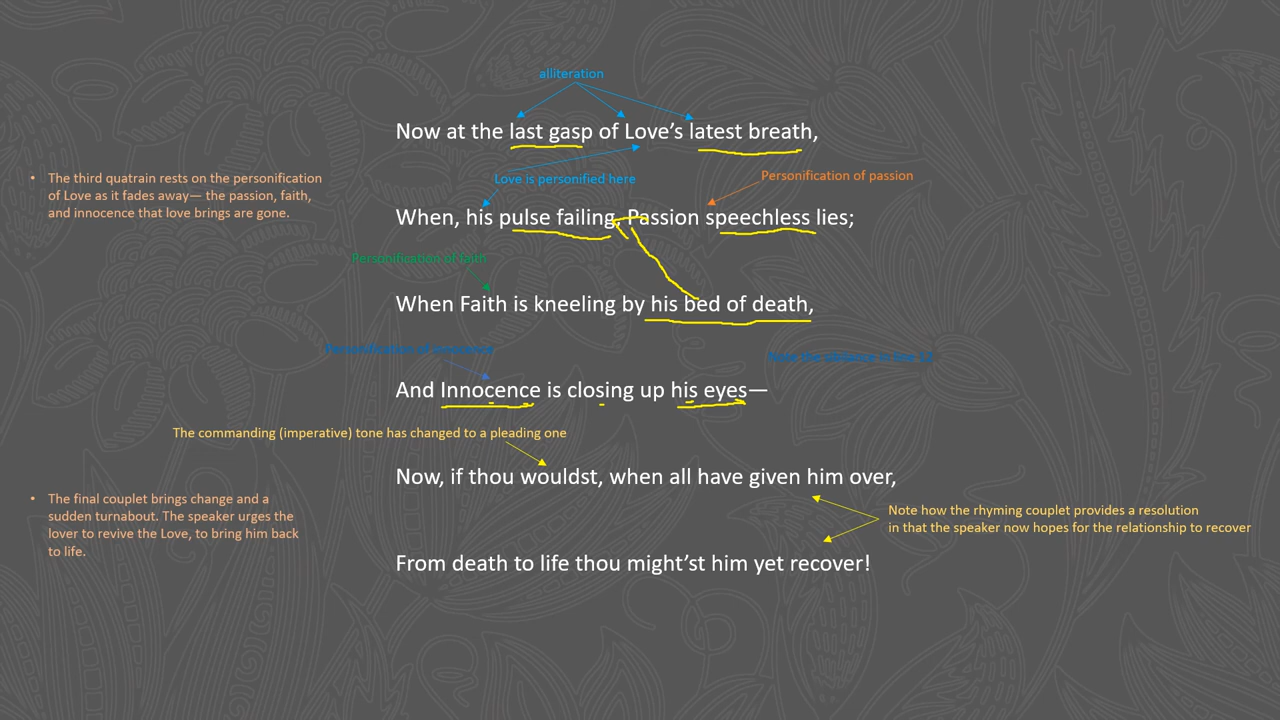 alliteration
Now at the last gasp of Love’s latest breath,
• The third quatrain rests on the personification
of Love as it fades away— the passion, faith,
and innocence that love brings are gone.
Love is personified here
Personification of passion
When, his pulse failing, Passion speechless lies;
Personification of faith
When Faith is kneeling by his bed of death,
Personification of innocence
Note the sibilance in line 12
And Innocence is closing up his eyes—
The commanding (imperative) tone has changed to a pleading one
Now, if thou wouldst, when all have given him over,
• The final couplet brings change and a
sudden turnabout. The speaker urges the
lover to revive the Love, to bring him back
to life.
Note how the rhyming couplet provides a resolution
in that the speaker now hopes for the relationship to recover
From death to life thou might’st him yet recover!